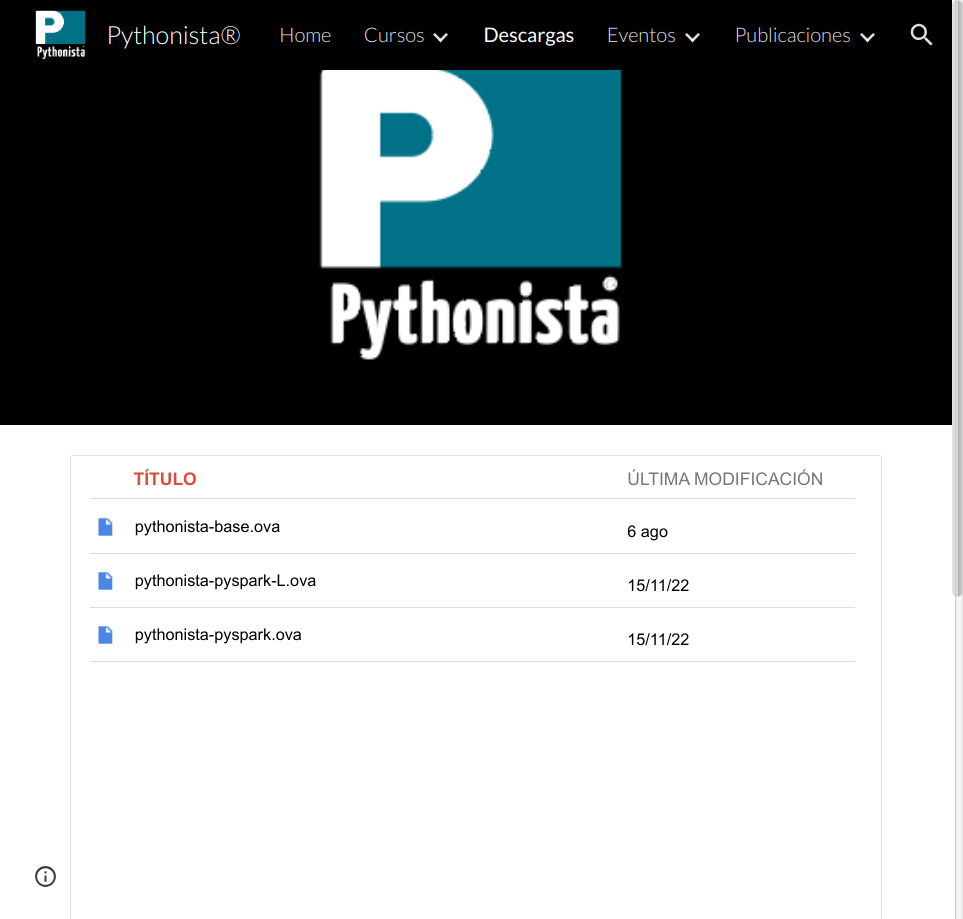 P
Pythonista
Pythonista® Home Cursos Descargas Eventos Publicaciones
P
Pythonista®
TÍTULO ÚLTIMA MODIFICACIÓN
pythonista-base.ova 6 ago
pythonista-pyspark-L.ova 15/11/22
pythonista-pyspark.ova 15/11/22